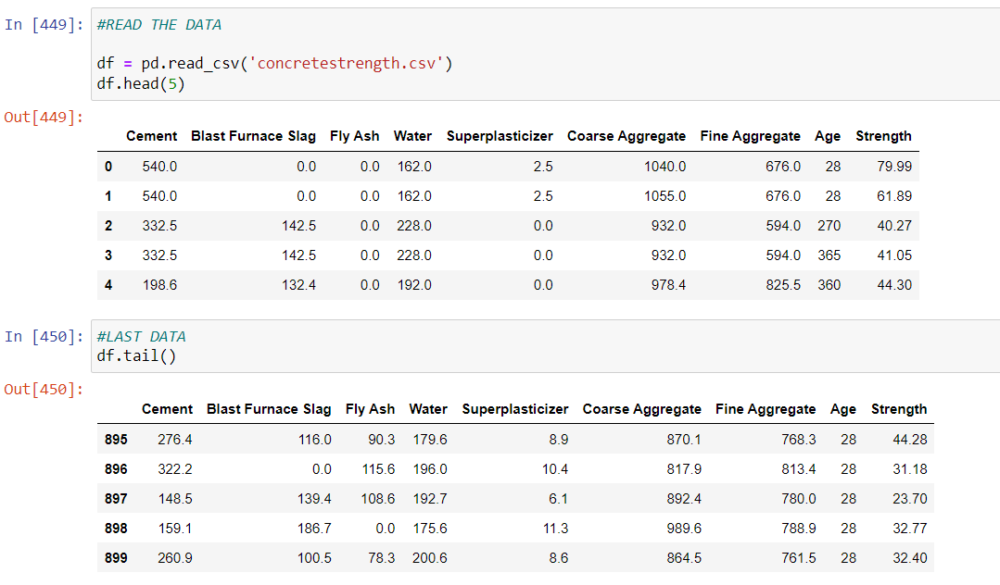 In [449]: #READ THE DATA
df = pd.read_csv('concretestrength.csv')
df.head(5)
Out[449]:
Cement Blast Furnace Slag Fly Ash Water Superplasticizer Coarse Aggregate Fine Aggregate Age Strength
0 540.0 0.0 0.0 162.0 2.5 1040.0 676.0 28 79.99
1 540.0 0.0 0.0 162.0 2.5 1055.0 676.0 28 61.89
2 332.5 142.5 0.0 228.0 0.0 932.0 594.0 270 40.27
3 332.5 142.5 0.0 228.0 0.0 932.0 594.0 365 41.05
4 198.6 132.4 0.0 192.0 0.0 978.4 825.5 360 44.30
In [450]: #LAST DATA
df.tail()
Out[450]:
Cement Blast Furnace Slag Fly Ash Water Superplasticizer Coarse Aggregate Fine Aggregate Age Strength
895 276.4 116.0 90.3 179.6 8.9 870.1 768.3 28 44.28
896 322.2 0.0 115.6 196.0 10.4 817.9 813.4 28 31.18
897 148.5 139.4 108.6 192.7 6.1 892.4 780.0 28 23.70
898 159.1 186.7 0.0 175.6 11.3 989.6 788.9 28 32.77
899 260.9 100.5 78.3 200.6 8.6 864.5 761.5 28 32.40